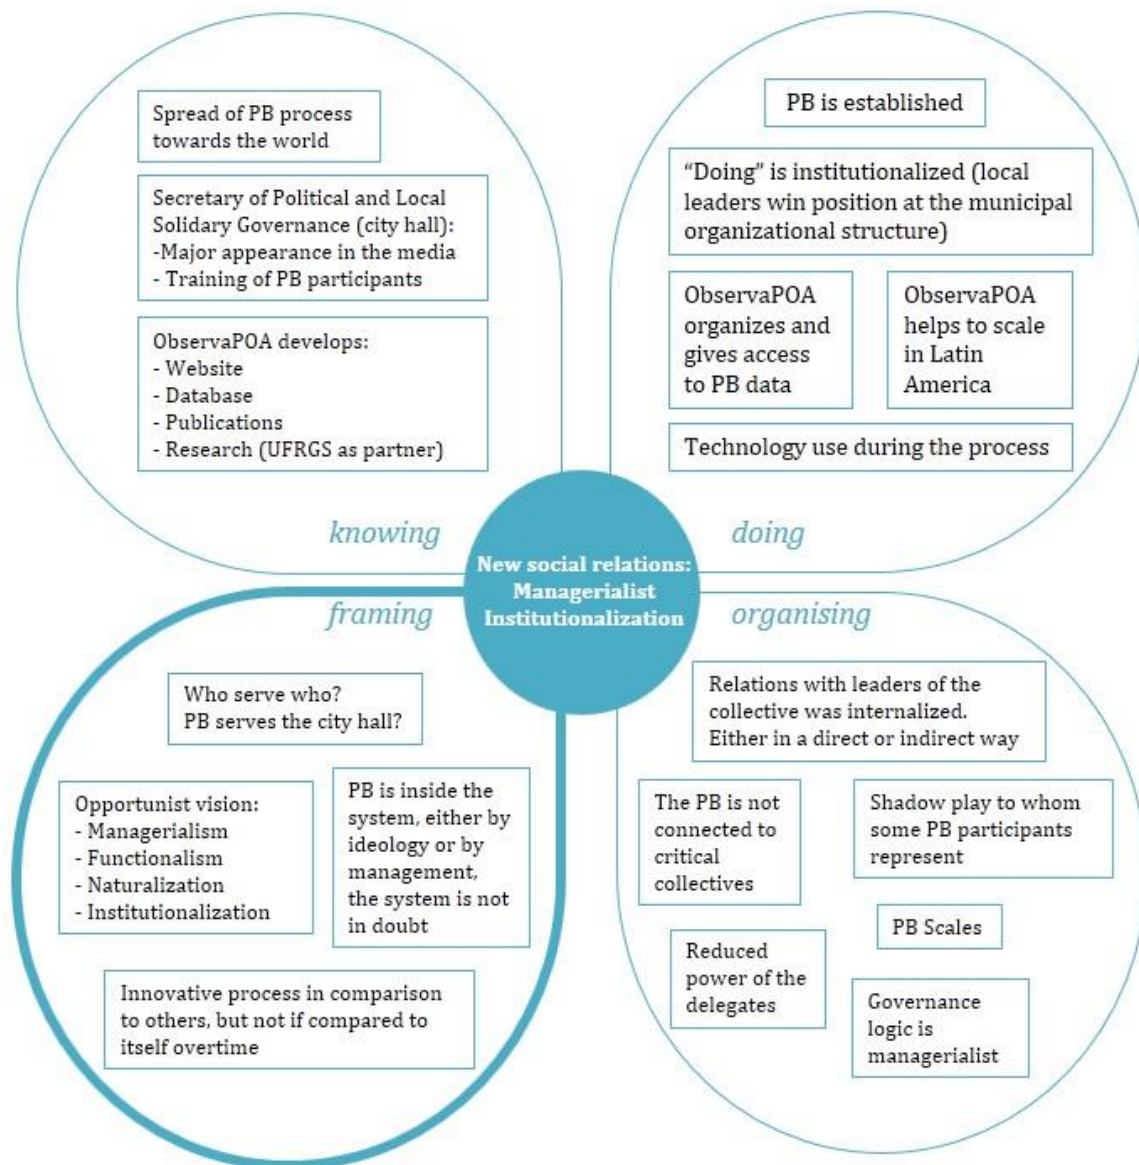 Spread of PB process
towards the world
Secretary of Political and Local
Solidary Governance (city hall):
-Major appearance in the media
- Training of PB participants
ObservaPOA develops:
- Website
- Database
- Publications
- Research (UFRGS as partner)
knowing
PB is established
“Doing” is institutionalized (local
leaders win position at the municipal
organizational structure)
ObservaPOA
organizes and
gives access
to PB data
ObservaPOA
helps to scale
in Latin
America
Technology use during the process
doing
New social relations:
Managerialist
Institutionalization
framing
Who serve who?
PB serves the city hall?
Opportunist vision:
- Managerialism
- Functionalism
- Naturalization
- Institutionalization
PB is inside the
system, either by
ideology or by
management,
the system is not
in doubt
Innovative process in comparison
to others, but not if compared to
itself overtime
organising
Relations with leaders of the
collective was internalized.
Either in a direct or indirect way
The PB is not
connected to
critical
collectives
Shadow play to whom
some PB participants
represent
PB Scales
Reduced
power of the
delegates
Governance
logic is
managerialist